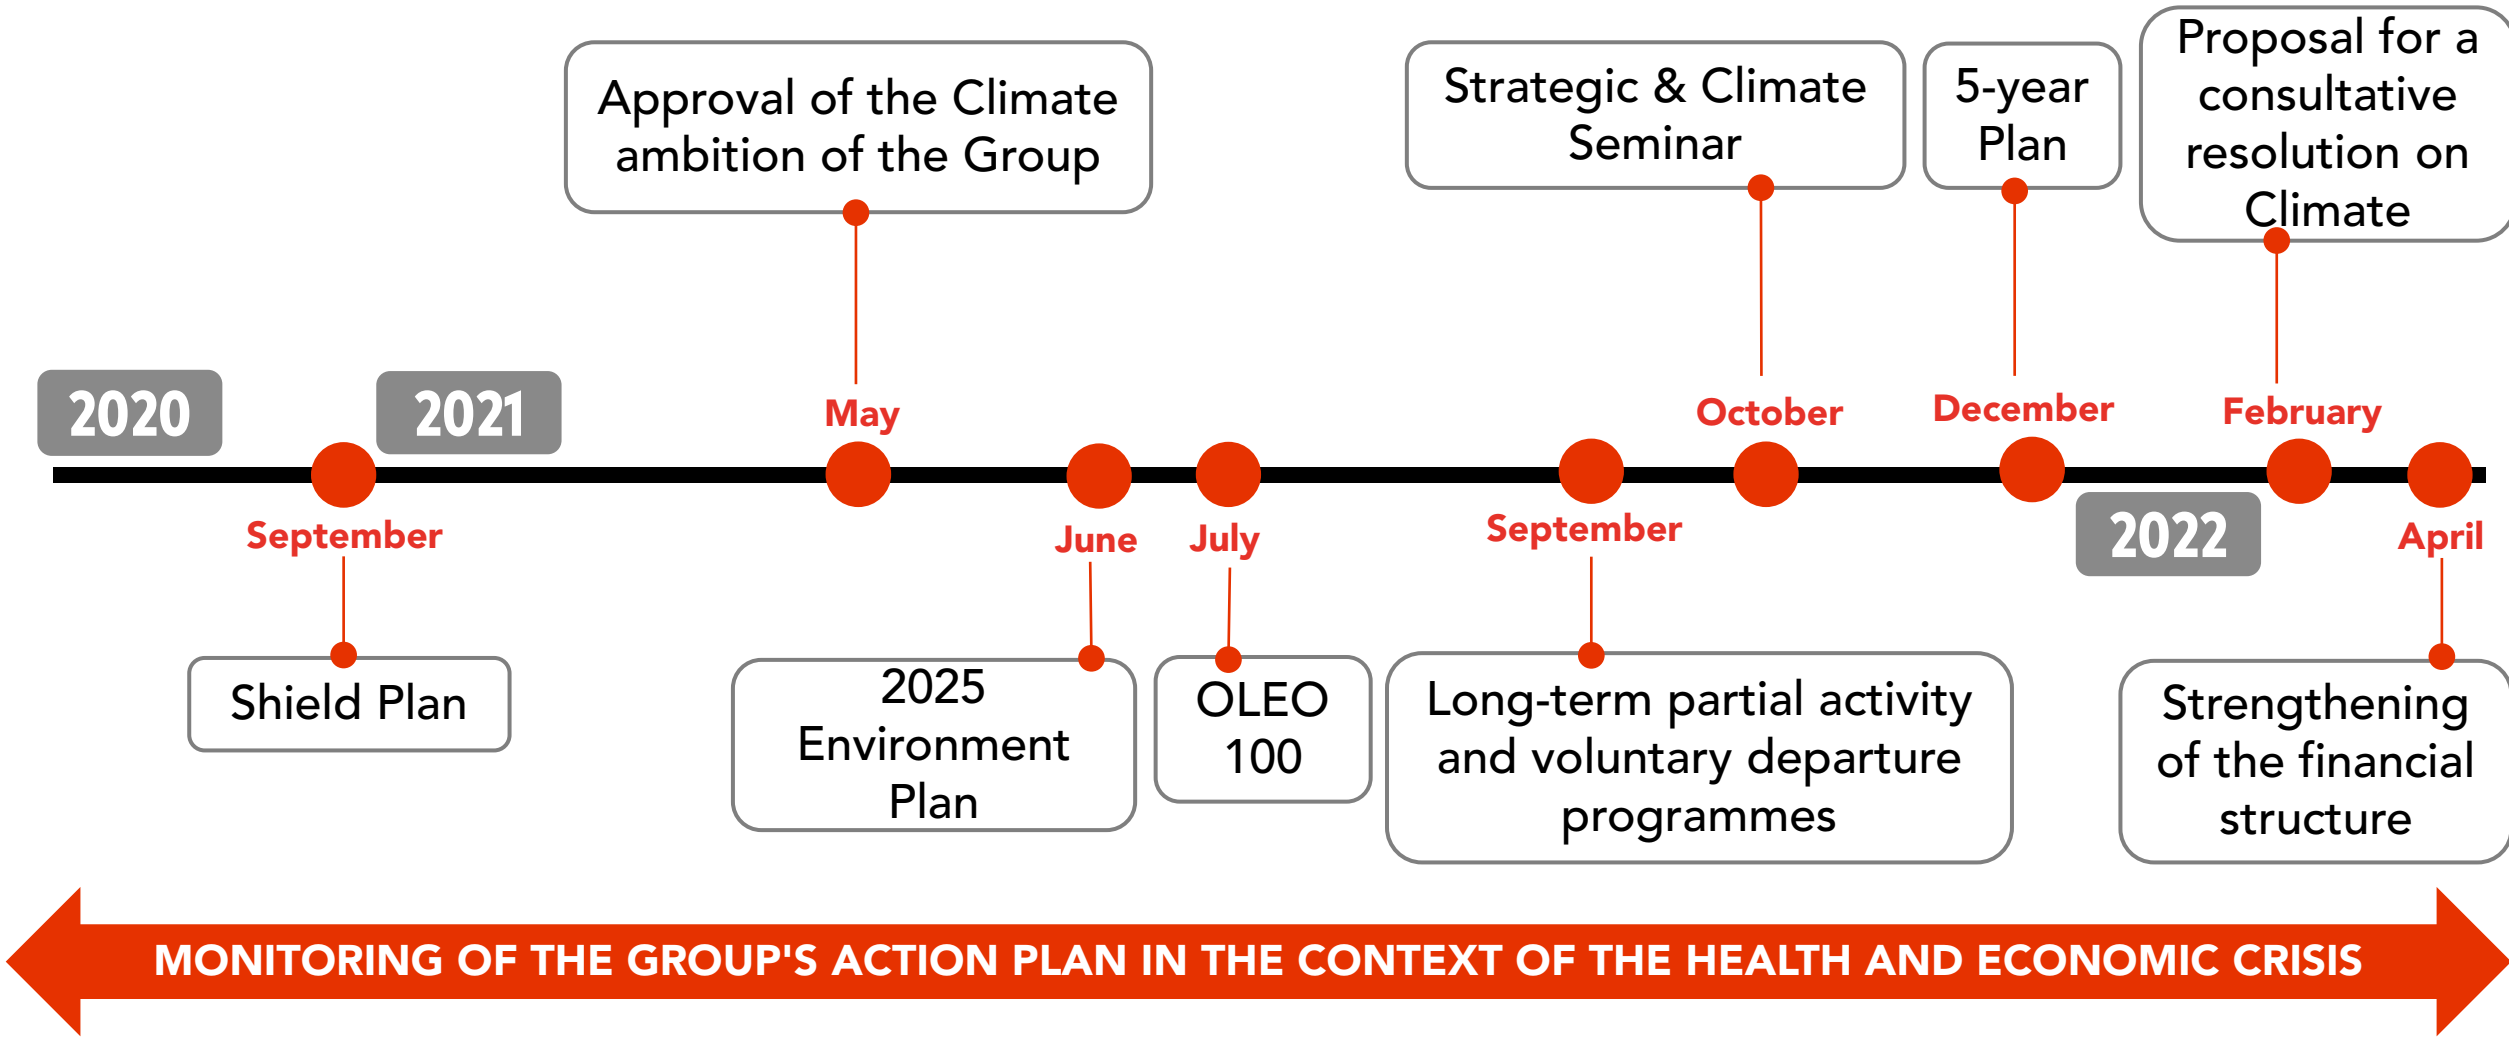 Approval of the Climate
ambition of the Group
Strategic & Climate
Seminar
5-year
Plan
Proposal for a
consultative
resolution on
Climate
2020
2021
May
October
December
February
September
June
July
September
2022
April
Shield Plan
2025
Environment
Plan
OLEO
100
Long-term partial activity
and voluntary departure
programmes
Strengthening
of the financial
structure
MONITORING OF THE GROUP'S ACTION PLAN IN THE CONTEXT OF THE HEALTH AND ECONOMIC CRISIS